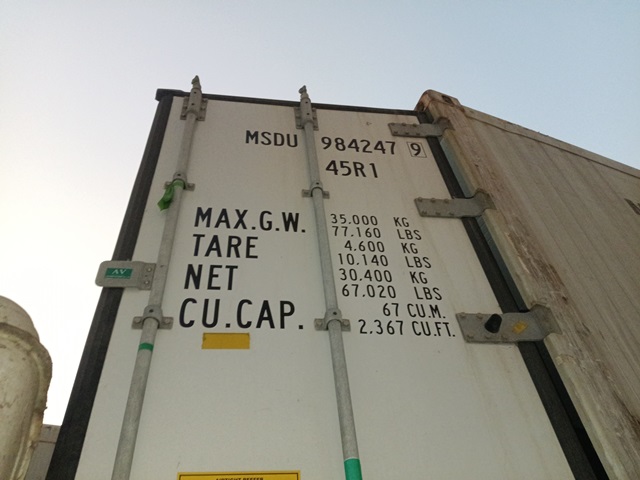 MSDU 984247 9
45R1
MAX.G.W. 35.000 KG
77.160 LBS
TARE 4.600 KG
10.140 LBS
NET 30.400 KG
67.020 LBS
CU.CAP. 67 CU.M.
2.367 CU.FT.